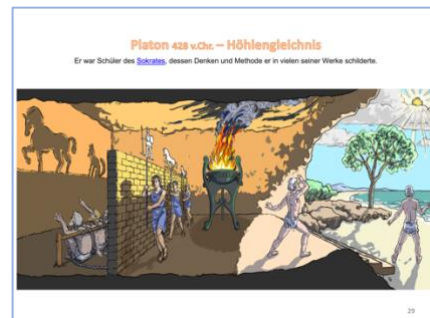 Platon 428 v.Chr. – Höhlengleichnis
Er war Schüler des Sokrates, dessen Denken und Methode er in vielen seiner Werke schilderte.
29